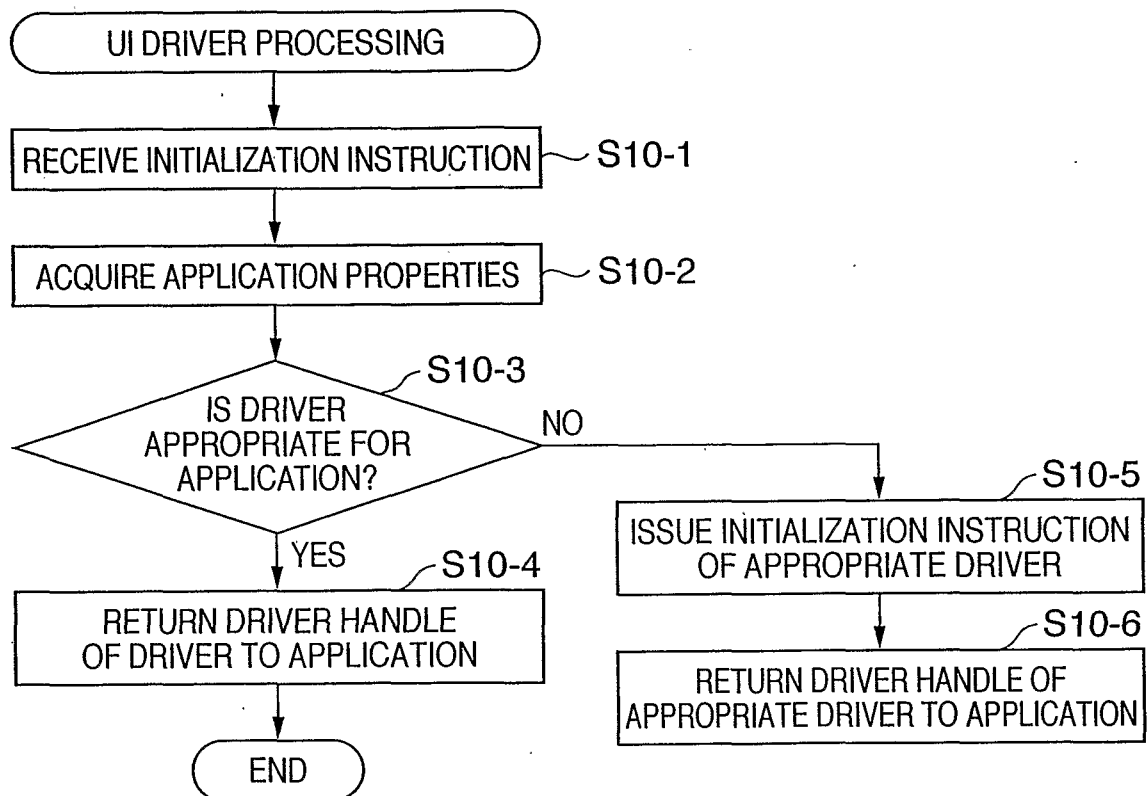 UI DRIVER PROCESSING
RECEIVE INITIALIZATION INSTRUCTION
S10-1
ACQUIRE APPLICATION PROPERTIES
S10-2
S10-3
IS DRIVER
APPROPRIATE FOR
APPLICATION?
NO
YES
S10-4
RETURN DRIVER HANDLE
OF DRIVER TO APPLICATION
END
S10-5
ISSUE INITIALIZATION INSTRUCTION
OF APPROPRIATE DRIVER
S10-6
RETURN DRIVER HANDLE OF
APPROPRIATE DRIVER TO APPLICATION